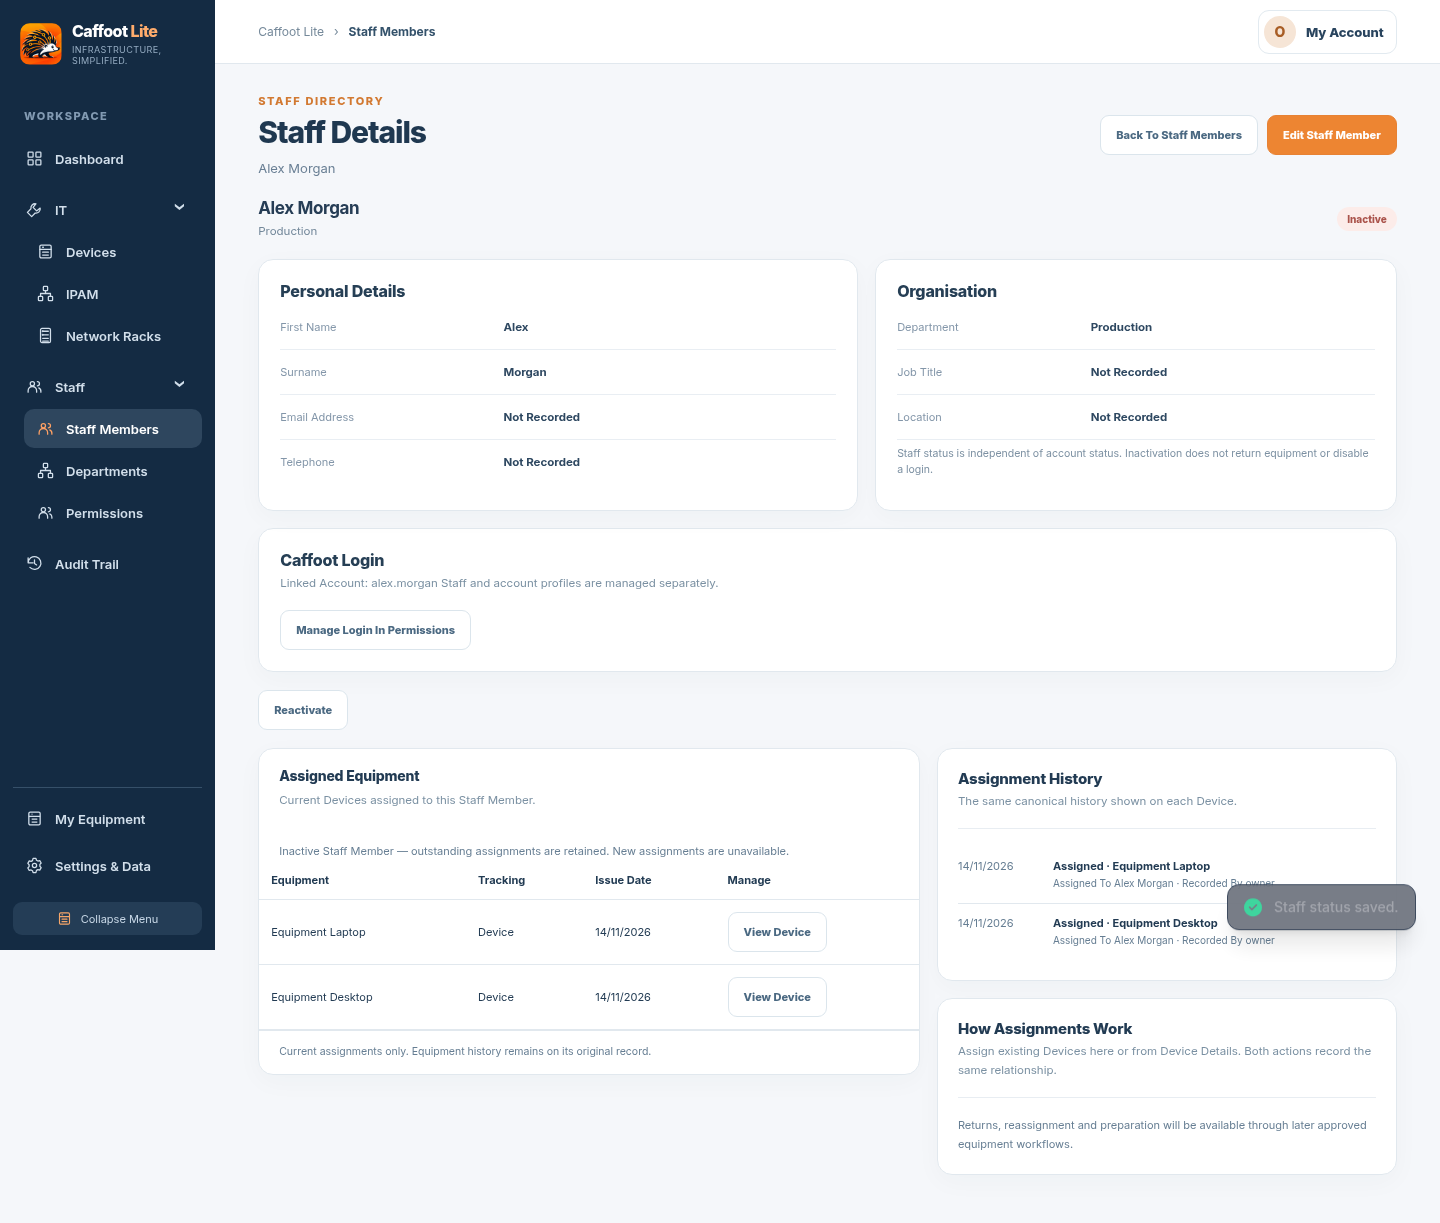 Caffoot Lite
INFRASTRUCTURE,
SIMPLIFIED.
WORKSPACE
Dashboard
IT
Devices
IPAM
Network Racks
Staff
Staff Members
Departments
Permissions
Audit Trail
My Equipment
Settings & Data
Collapse Menu
Caffoot Lite › Staff Members
O My Account
STAFF DIRECTORY
Staff Details
Alex Morgan
Back To Staff Members
Edit Staff Member
Alex Morgan
Production
Inactive
Personal Details
First Name Alex
Surname Morgan
Email Address Not Recorded
Telephone Not Recorded
Organisation
Department Production
Job Title Not Recorded
Location Not Recorded
Staff status is independent of account status. Inactivation does not return equipment or disable
a login.
Caffoot Login
Linked Account: alex.morgan Staff and account profiles are managed separately.
Manage Login In Permissions
Reactivate
Assigned Equipment
Current Devices assigned to this Staff Member.
Inactive Staff Member — outstanding assignments are retained. New assignments are unavailable.
Equipment Tracking Issue Date Manage
Equipment Laptop Device 14/11/2026 View Device
Equipment Desktop Device 14/11/2026 View Device
Current assignments only. Equipment history remains on its original record.
Assignment History
The same canonical history shown on each Device.
14/11/2026 Assigned · Equipment Laptop
Assigned To Alex Morgan · Recorded By owner
14/11/2026 Assigned · Equipment Desktop
Assigned To Alex Morgan · Recorded By owner
Staff status saved.
How Assignments Work
Assign existing Devices here or from Device Details. Both actions record the
same relationship.
Returns, reassignment and preparation will be available through later approved
equipment workflows.